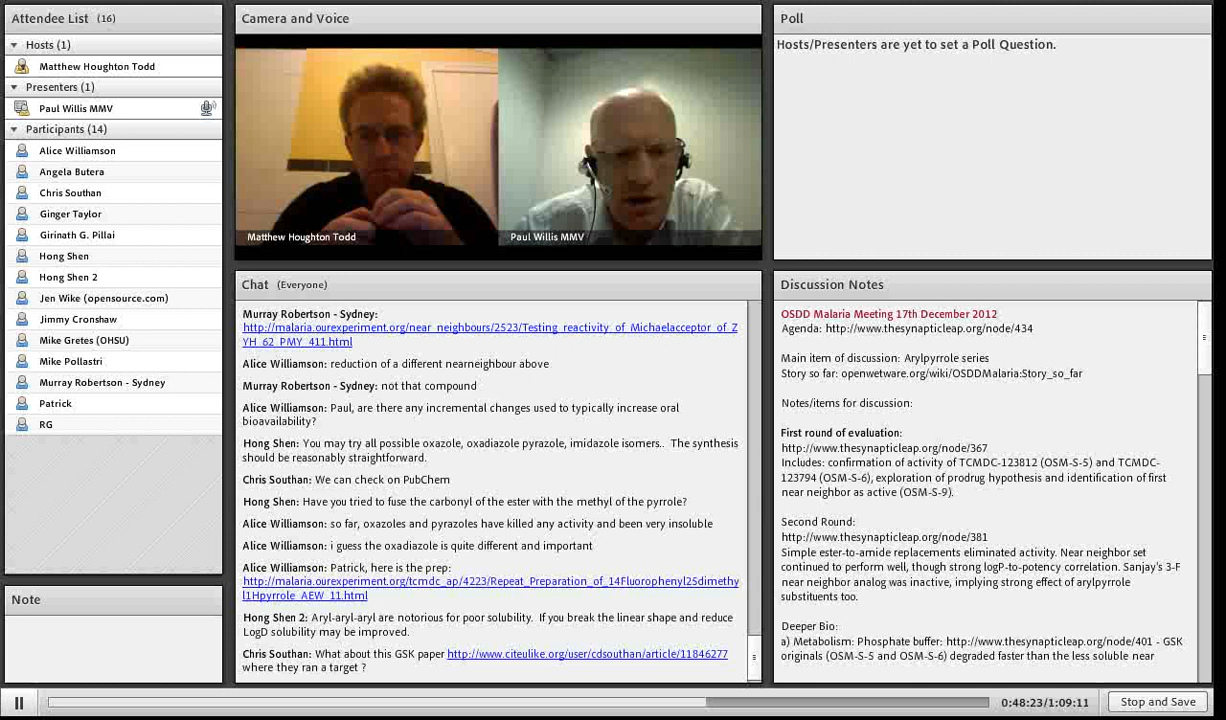 Attendee List (16)
Hosts (1)
Matthew Houghton Todd
Presenters (1)
Paul Willis MMV
Participants (14)
Alice Williamson
Angela Butera
Chris Southan
Ginger Taylor
Girinath G. Pillai
Hong Shen
Hong Shen 2
Jen Wike (opensource.com)
Jimmy Cronshaw
Mike Gretes (OHSU)
Mike Pollastri
Murray Robertson - Sydney
Patrick
RG
Note
Camera and Voice
Matthew Houghton Todd
Paul Willis MMV
Chat (Everyone)
Murray Robertson - Sydney:
http://malaria.ourexperiment.org/near_neighbours/2523/Testing_reactivity_of_Michaelacceptor_of_Z
YH_62_PMY_411.html
Alice Williamson: reduction of a different nearneighbour above
Murray Robertson - Sydney: not that compound
Alice Williamson: Paul, are there any incremental changes used to typically increase oral
bioavailability?
Hong Shen: You may try all possible oxazole, oxadiazole pyrazole, imidazole isomers.. The synthesis
should be reasonably straightforward.
Chris Southan: We can check on PubChem
Hong Shen: Have you tried to fuse the carbonyl of the ester with the methyl of the pyrrole?
Alice Williamson: so far, oxazoles and pyrazoles have killed any activity and been very insoluble
Alice Williamson: i guess the oxadiazole is quite different and important
Alice Williamson: Patrick, here is the prep:
http://malaria.ourexperiment.org/tcmdc_ap/4223/Repeat_Preparation_of_14Fluorophenyl25dimethy
l1Hpyrrole_AEW_11.html
Hong Shen 2: Aryl-aryl-aryl are notorious for poor solubility. If you break the linear shape and reduce
LogD solubility may be improved.
Chris Southan: What about this GSK paper http://www.citeulike.org/user/cdsouthan/article/11846277
where they ran a target ?
Poll
Hosts/Presenters are yet to set a Poll Question.
Discussion Notes
OSDD Malaria Meeting 17th December 2012
Agenda: http://www.thesynapticleap.org/node/434
Main item of discussion: Arylpyrrole series
Story so far: openwetware.org/wiki/OSDDMalaria:Story_so_far
Notes/items for discussion:
First round of evaluation:
http://www.thesynapticleap.org/node/367
Includes: confirmation of activity of TCMDC-123812 (OSM-S-5) and TCMDC-
123794 (OSM-S-6), exploration of prodrug hypothesis and identification of first
near neighbor as active (OSM-S-9).
Second Round:
http://www.thesynapticleap.org/node/381
Simple ester-to-amide replacements eliminated activity. Near neighbor set
continued to perform well, though strong logP-to-potency correlation. Sanjay's 3-F
near neighbor analog was inactive, implying strong effect of arylpyrrole
substituents too.
Deeper Bio:
a) Metabolism: Phosphate buffer: http://www.thesynapticleap.org/node/401 - GSK
originals (OSM-S-5 and OSM-S-6) degraded faster than the less soluble near
0:48:23/1:09:11
Stop and Save